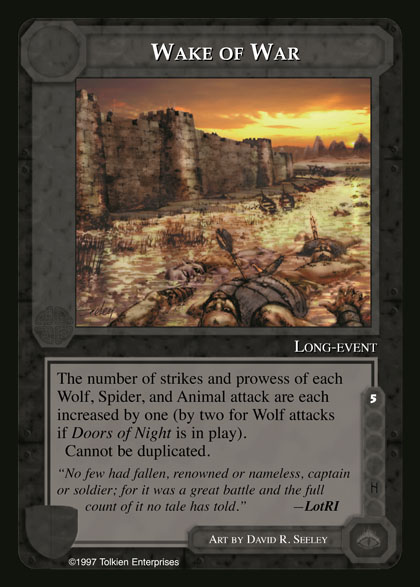 WAKE OF WAR
LONG-EVENT
The number of strikes and prowess of each
Wolf, Spider, and Animal attack are each
increased by one (by two for Wolf attacks
if Doors of Night is in play).
Cannot be duplicated.
5
“No few had fallen, renowned or nameless, captain
or soldier; for it was a great battle and the full
count of it no tale has told.” —LotRI
ART BY DAVID R. SEELEY
©1997 Tolkien Enterprises